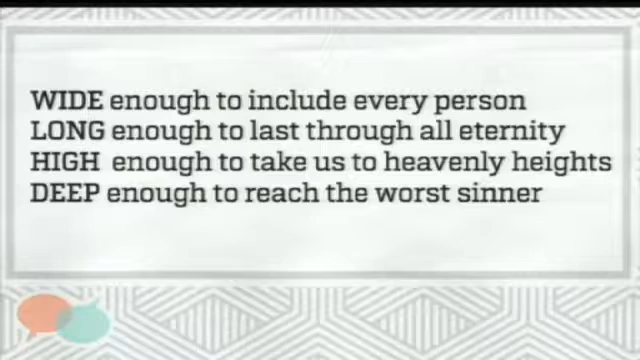 WIDE enough to include every person
LONG enough to last through all eternity
HIGH enough to take us to heavenly heights
DEEP enough to reach the worst sinner